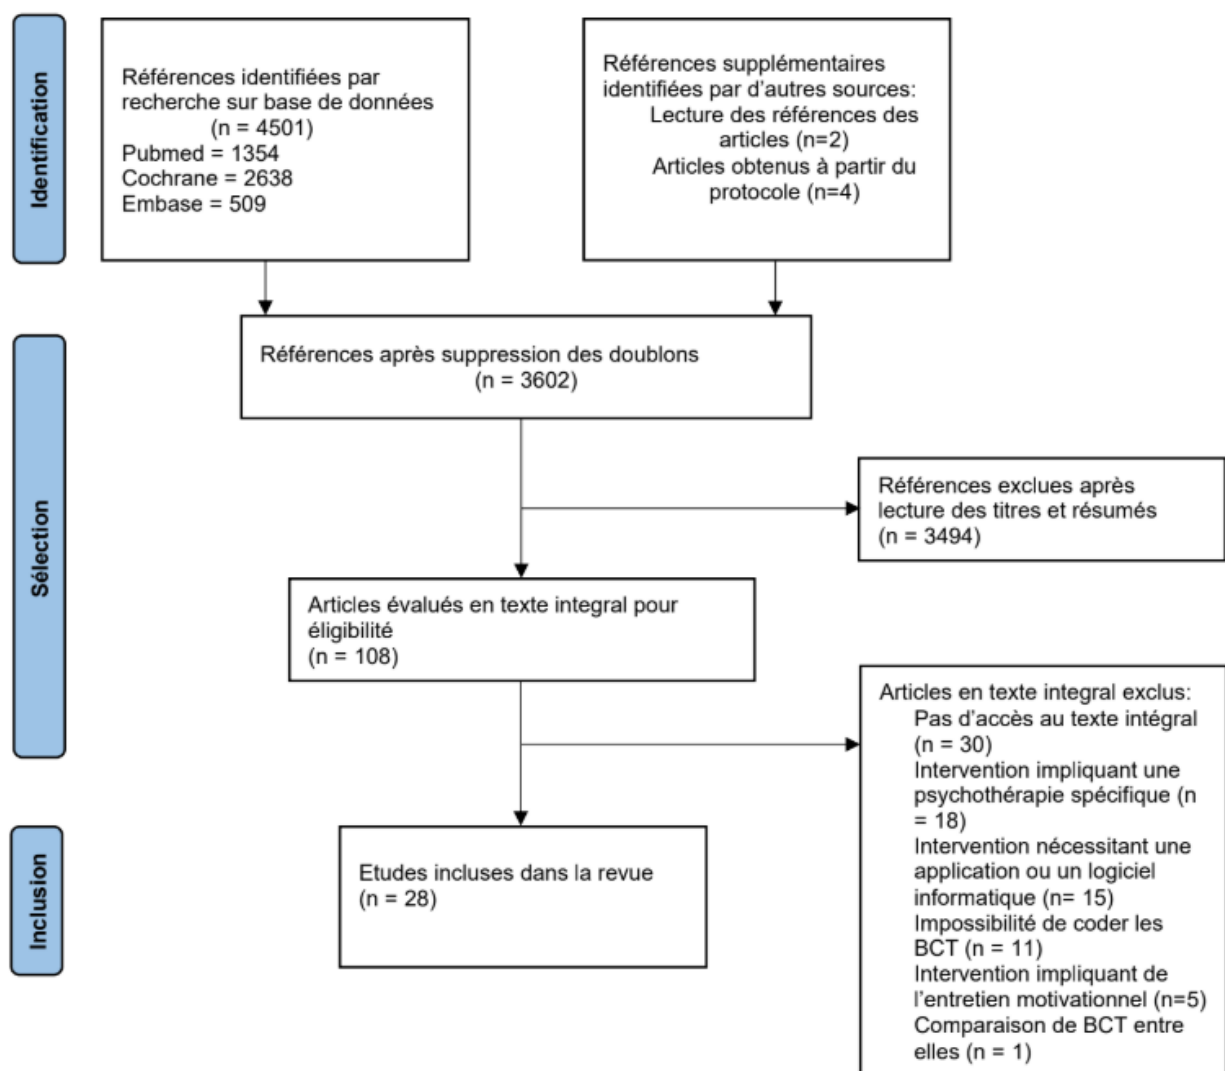 Identification
Références identifiées par
recherche sur base de données
(n = 4501)
Pubmed = 1354
Cochrane = 2638
Embase = 509
Références supplémentaires
identifiées par d'autres sources:
Lecture des références des
articles (n=2)
Articles obtenus à partir du
protocole (n=4)
Sélection
Références après suppression des doublons
(n = 3602)
Références exclues après
lecture des titres et résumés
(n = 3494)
Articles évalués en texte integral pour
éligibilité
(n = 108)
Articles en texte integral exclus:
Pas d'accès au texte intégral
(n = 30)
Intervention impliquant une
psychothérapie spécifique (n
= 18)
Intervention nécessitant une
application ou un logiciel
informatique (n= 15)
Impossibilité de coder les
BCT (n = 11)
Intervention impliquant de
l'entretien motivationnel (n=5)
Comparaison de BCT entre
elles (n = 1)
Inclusion
Etudes incluses dans la revue
(n = 28)